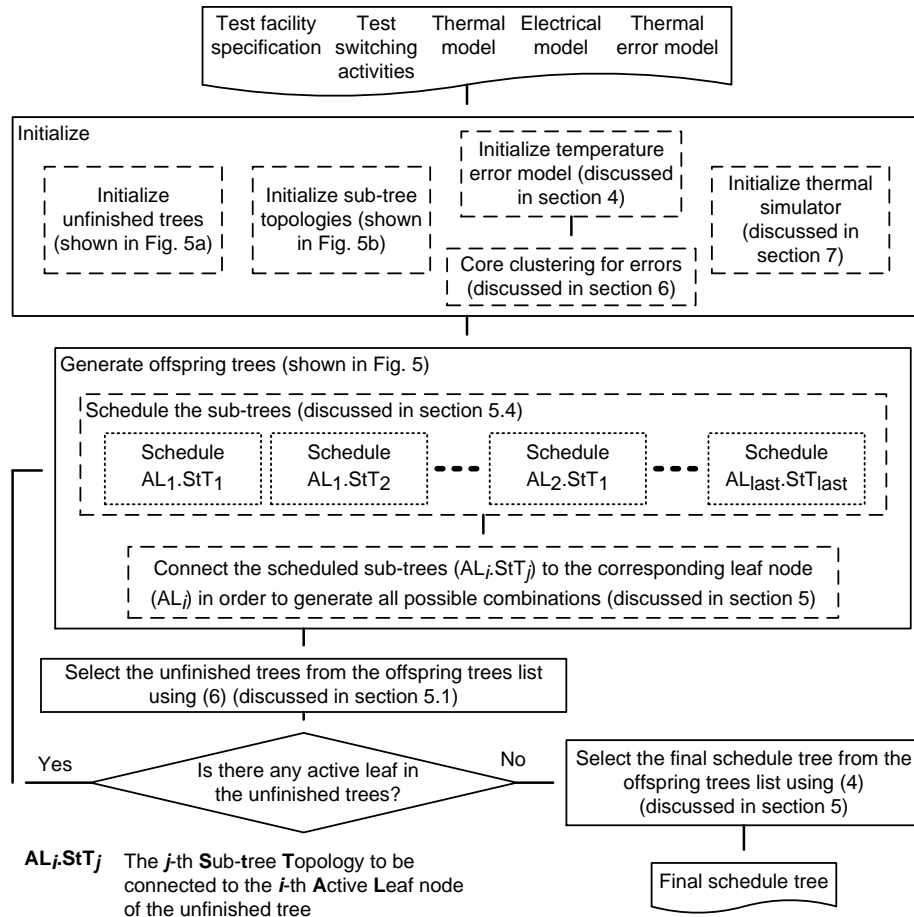 Test facility specification
Test switching activities
Thermal model
Electrical model
Thermal error model
Initialize
Initialize
unfinished trees
(shown in Fig. 5a)
Initialize sub-tree
topologies (shown
in Fig. 5b)
Initialize temperature
error model (discussed
in section 4)
Core clustering for errors
(discussed in section 6)
Initialize thermal
simulator
(discussed in
section 7)
Generate offspring trees (shown in Fig. 5)
Schedule the sub-trees (discussed in section 5.4)
Schedule
AL1.StT1
Schedule
AL1.StT2
Schedule
AL2.StT1
Schedule
ALlast.StTlast
Connect the scheduled sub-trees (ALi.StTj) to the corresponding leaf node
(ALi) in order to generate all possible combinations (discussed in section 5)
Select the unfinished trees from the offspring trees list
using (6) (discussed in section 5.1)
Yes
Is there any active leaf in
the unfinished trees?
No
Select the final schedule tree from the
offspring trees list using (4)
(discussed in section 5)
Final schedule tree
ALi.StTj The j-th Sub-tree Topology to be
connected to the i-th Active Leaf node
of the unfinished tree